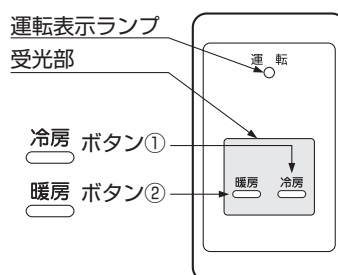 運転表示ランプ
受光部
運 転
冷房 ボタン①
暖房 ボタン②
暖房 冷房